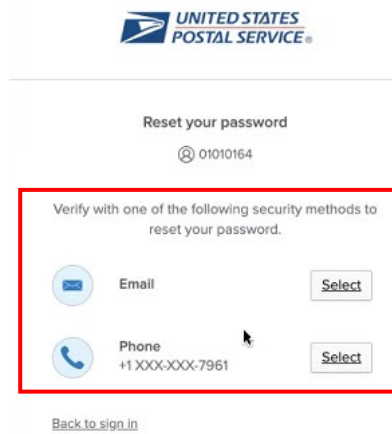 UNITED STATES
POSTAL SERVICE®
Reset your password
01010164
Verify with one of the following security methods to
reset your password.
Email
Select
Phone
+1 XXX-XXX-7961
Select
Back to sign in